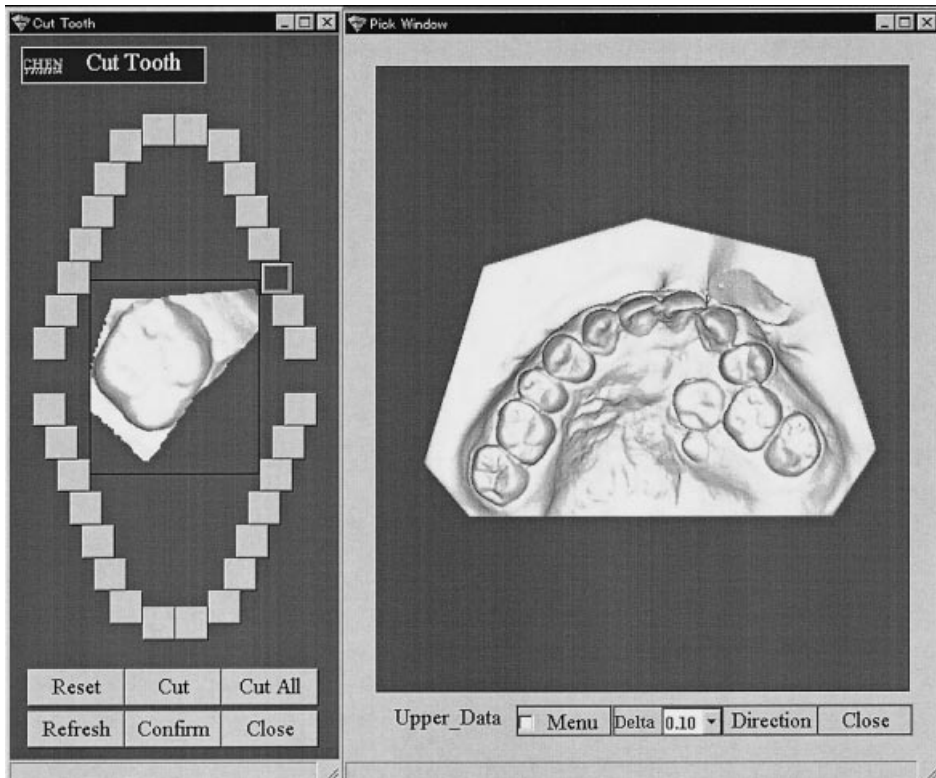 Cut Tooth
CHEN
Cut Tooth
Reset Cut Cut All
Refresh Confirm Close
Pick Window
Upper_Data Menu Delta 0.10 Direction Close